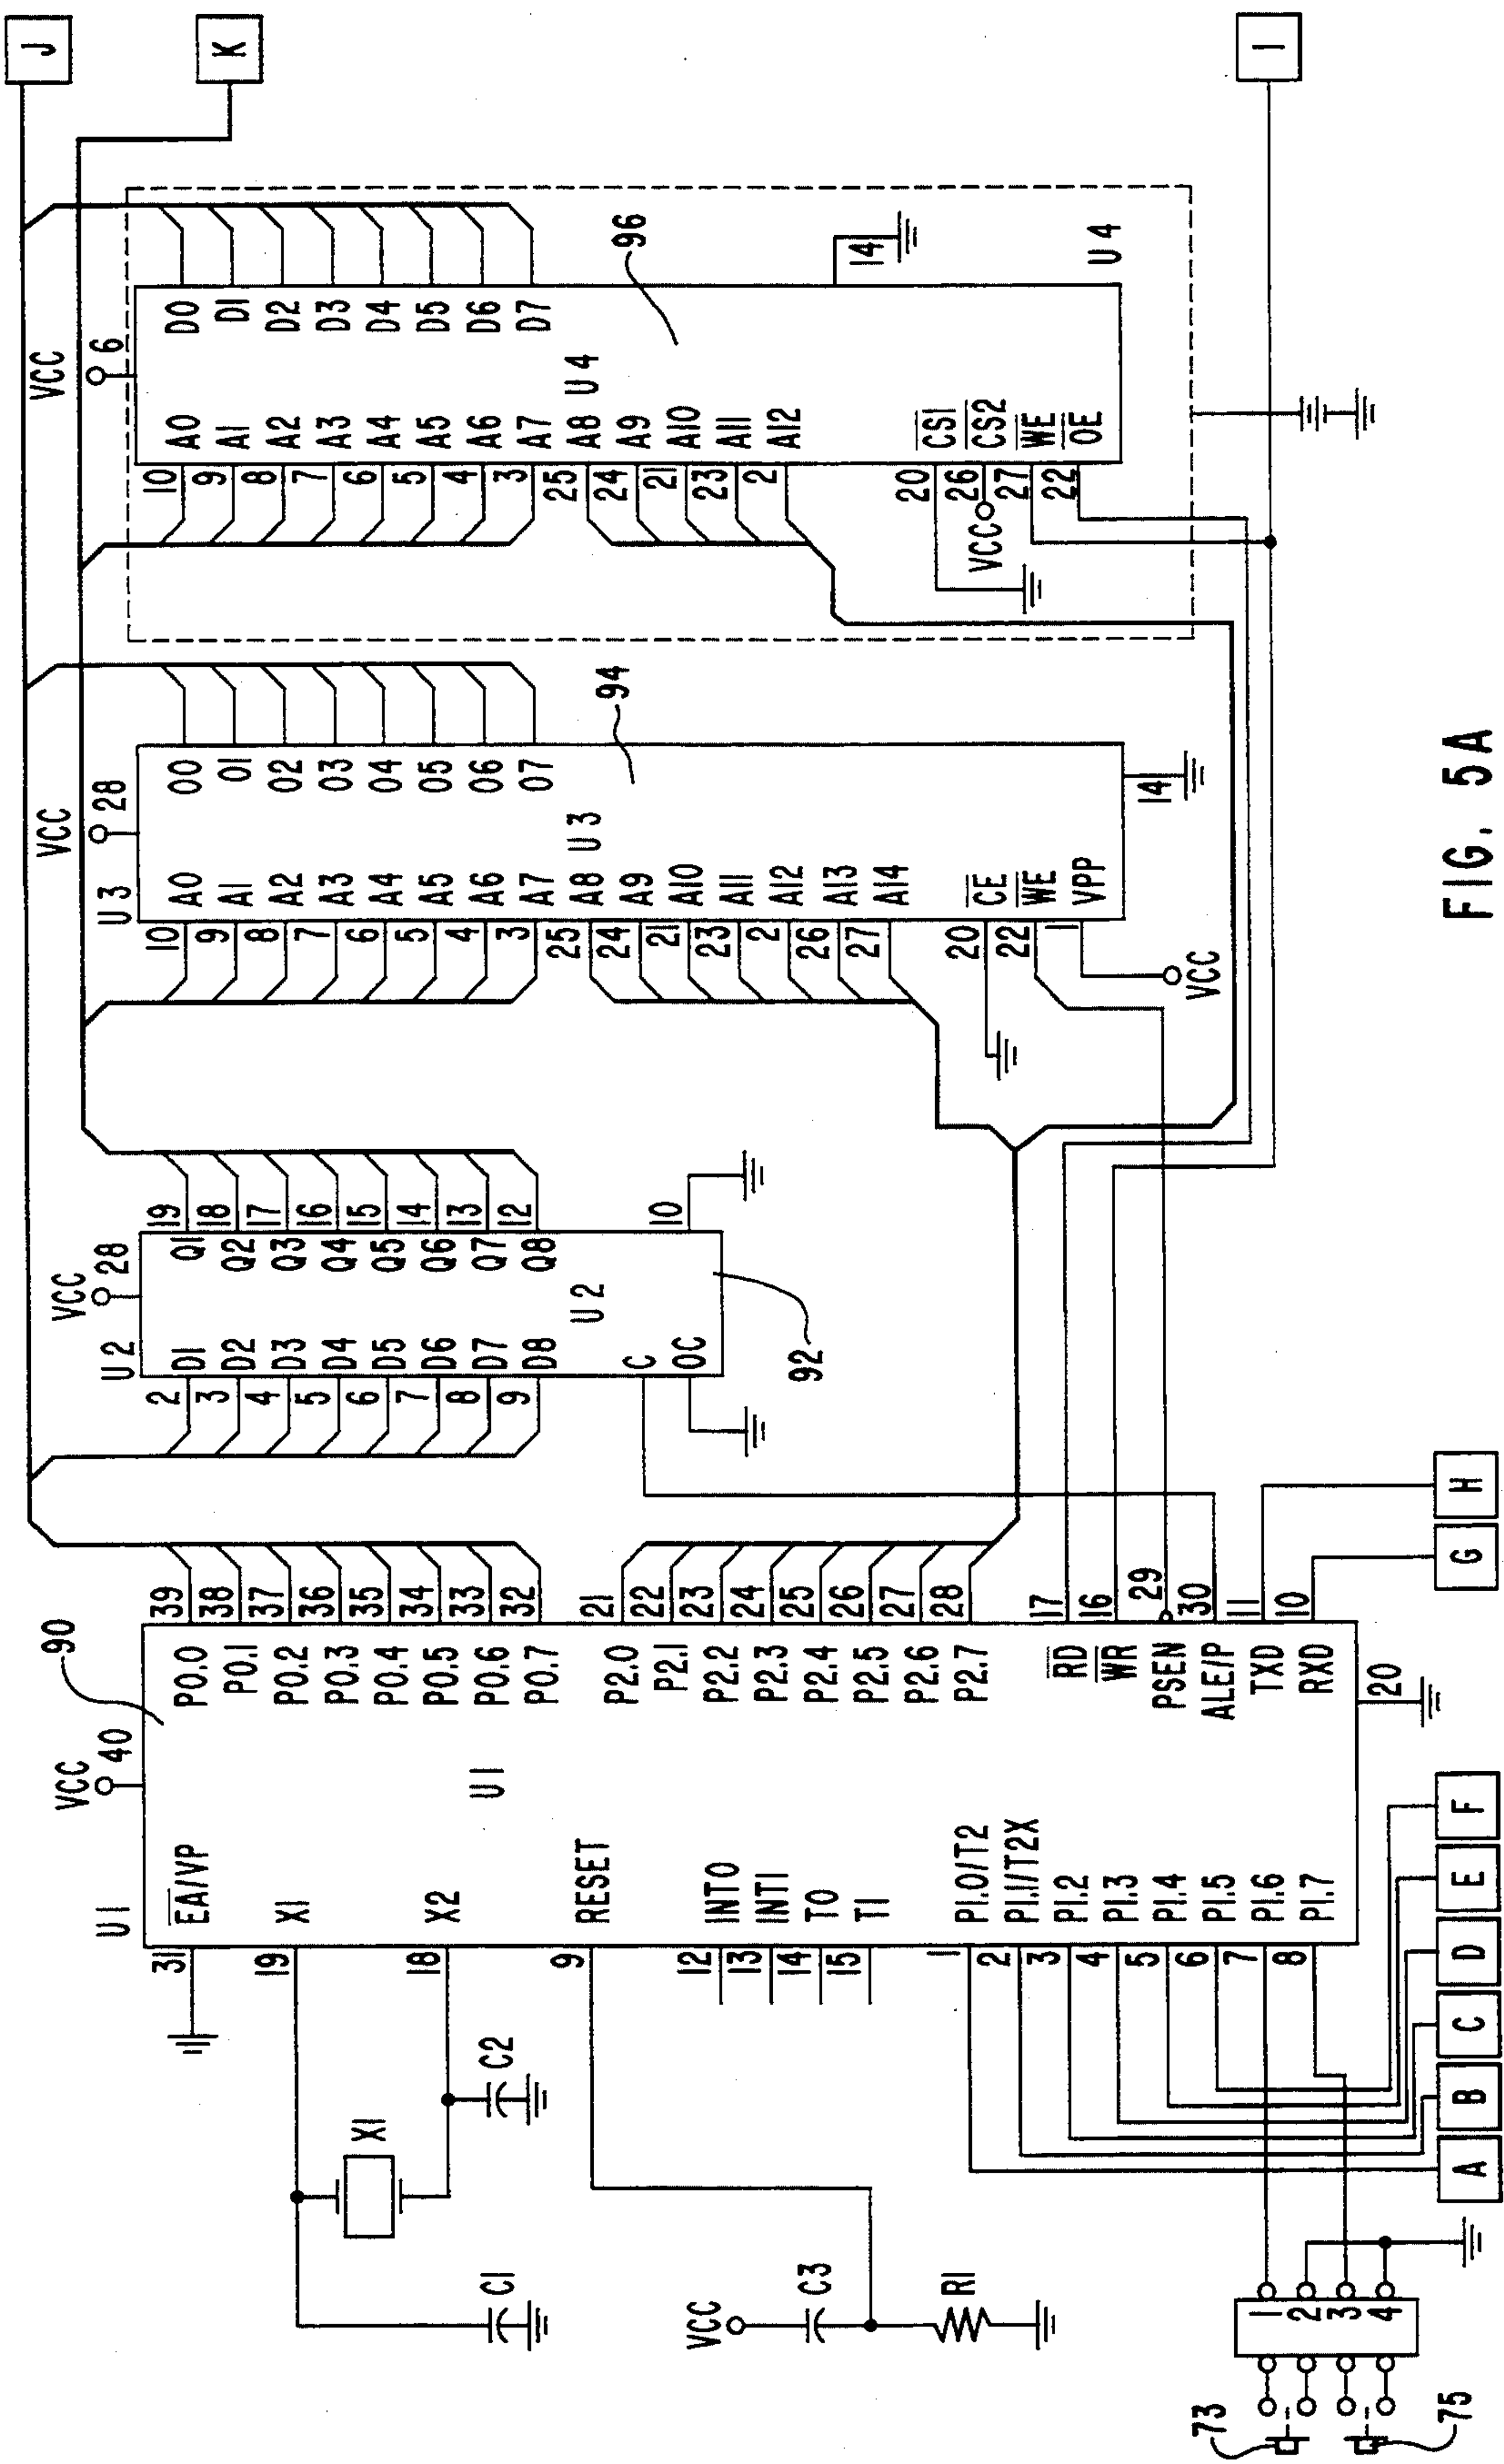 J
K
I
VCC
40
90
U1
EA/VP
X1
X2
RESET
INT0
INT1
T0
T1
P1.0/T2
P1.1/T2X
P1.2
P1.3
P1.4
P1.5
P1.6
P1.7
31
19
18
9
12
13
14
15
1
2
3
4
5
6
7
8
U1
P0.0
P0.1
P0.2
P0.3
P0.4
P0.5
P0.6
P0.7
P2.0
P2.1
P2.2
P2.3
P2.4
P2.5
P2.6
P2.7
RD
WR
PSEN
ALE/P
TXD
RXD
39
38
37
36
35
34
33
32
21
22
23
24
25
26
27
28
17
16
29
30
11
10
20
X1
C1
C2
VCC
C3
R1
1
2
3
4
73
75
A
B
C
D
E
F
G
H
VCC
28
U2
D1
D2
D3
D4
D5
D6
D7
D8
C
OC
2
3
4
5
6
7
8
9
U2
Q1
Q2
Q3
Q4
Q5
Q6
Q7
Q8
19
18
17
16
15
14
13
12
10
92
VCC
28
U3
A0
A1
A2
A3
A4
A5
A6
A7
A8
A9
A10
A11
A12
A13
A14
CE
WE
VPP
10
9
8
7
6
5
4
3
25
24
21
23
2
26
27
20
22
1
VCC
U3
O0
O1
O2
O3
O4
O5
O6
O7
14
94
VCC
6
A0
A1
A2
A3
A4
A5
A6
A7
A8
A9
A10
A11
A12
CS1
CS2
WE
OE
10
9
8
7
6
5
4
3
25
24
21
23
2
20
26
27
22
VCC
U4
D0
D1
D2
D3
D4
D5
D6
D7
14
96
U4
FIG. 5A